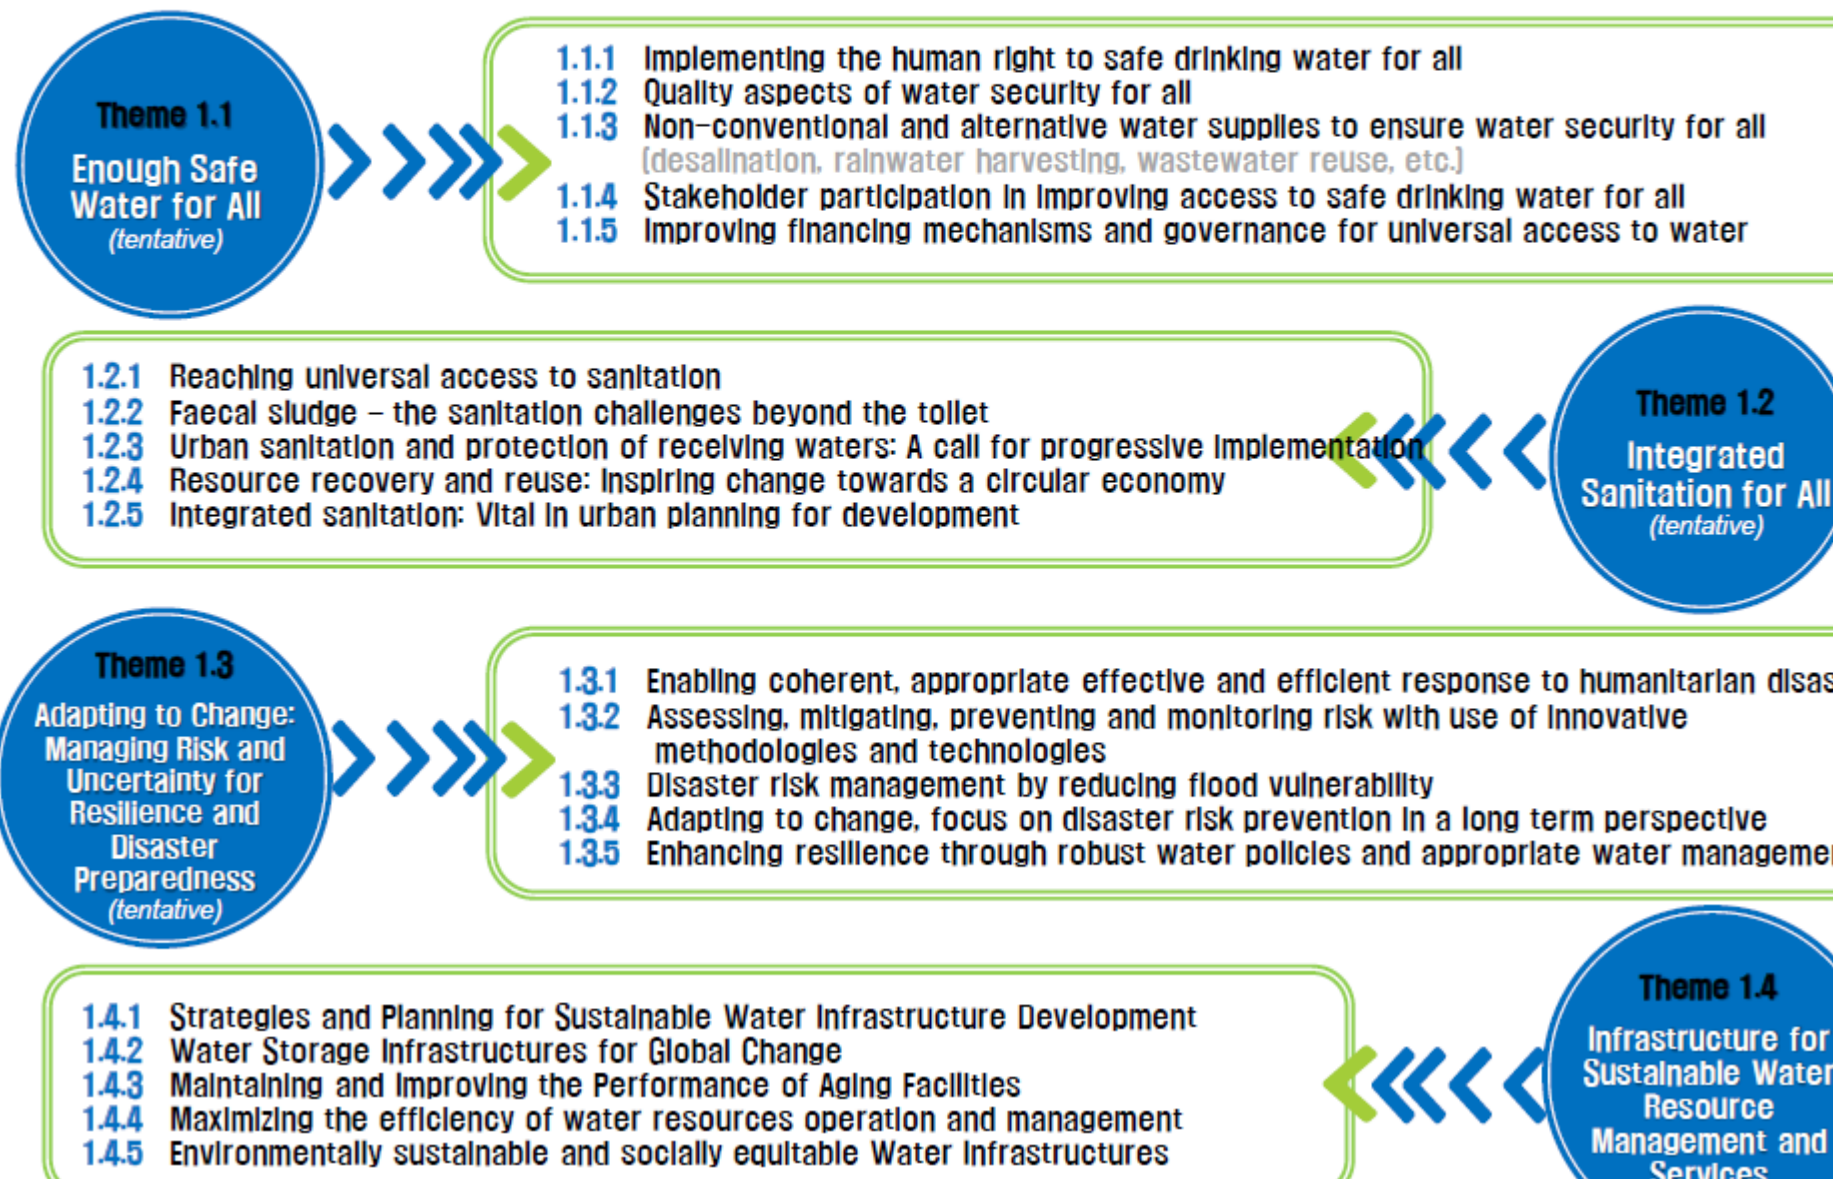 Theme 1.1
Enough Safe
Water for All
(tentative)
1.1.1 Implementing the human right to safe drinking water for all
1.1.2 Quality aspects of water security for all
1.1.3 Non-conventional and alternative water supplies to ensure water security for all
(desalination, rainwater harvesting, wastewater reuse, etc.)
1.1.4 Stakeholder participation in improving access to safe drinking water for all
1.1.5 Improving financing mechanisms and governance for universal access to water
1.2.1 Reaching universal access to sanitation
1.2.2 Faecal sludge – the sanitation challenges beyond the toilet
1.2.3 Urban sanitation and protection of receiving waters: A call for progressive implementation
1.2.4 Resource recovery and reuse: Inspiring change towards a circular economy
1.2.5 Integrated sanitation: Vital in urban planning for development
Theme 1.2
Integrated
Sanitation for All
(tentative)
Theme 1.3
Adapting to Change:
Managing Risk and
Uncertainty for
Resilience and
Disaster
Preparedness
(tentative)
1.3.1 Enabling coherent, appropriate effective and efficient response to humanitarian disas
1.3.2 Assessing, mitigating, preventing and monitoring risk with use of innovative
methodologies and technologies
1.3.3 Disaster risk management by reducing flood vulnerability
1.3.4 Adapting to change, focus on disaster risk prevention in a long term perspective
1.3.5 Enhancing resilience through robust water policies and appropriate water manageme
1.4.1 Strategies and Planning for Sustainable Water Infrastructure Development
1.4.2 Water Storage Infrastructures for Global Change
1.4.3 Maintaining and Improving the Performance of Aging Facilities
1.4.4 Maximizing the efficiency of water resources operation and management
1.4.5 Environmentally sustainable and socially equitable Water Infrastructures
Theme 1.4
Infrastructure for
Sustainable Water
Resource
Management and
Services